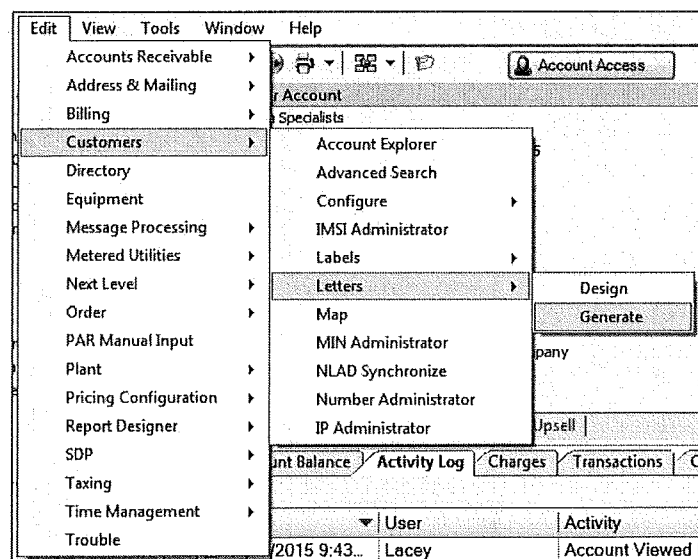 Edit View Tools Window Help
Accounts Receivable
Address & Mailing
Account Access
Account
Billing
Specialists
Customers
Account Explorer
Directory
Advanced Search
Equipment
Configure
Message Processing
IMSI Administrator
Metered Utilities
Labels
Next Level
Letters
Design
Order
Map
Generate
PAR Manual Input
MIN Administrator
Plant
NLAD Synchronize
Pricing Configuration
Number Administrator
Report Designer
IP Administrator
Upsell
SDP
Balance Activity Log Charges Transactions
Taxing
Time Management
User Activity
Trouble
/2015 9:43... Lacey Account Viewed